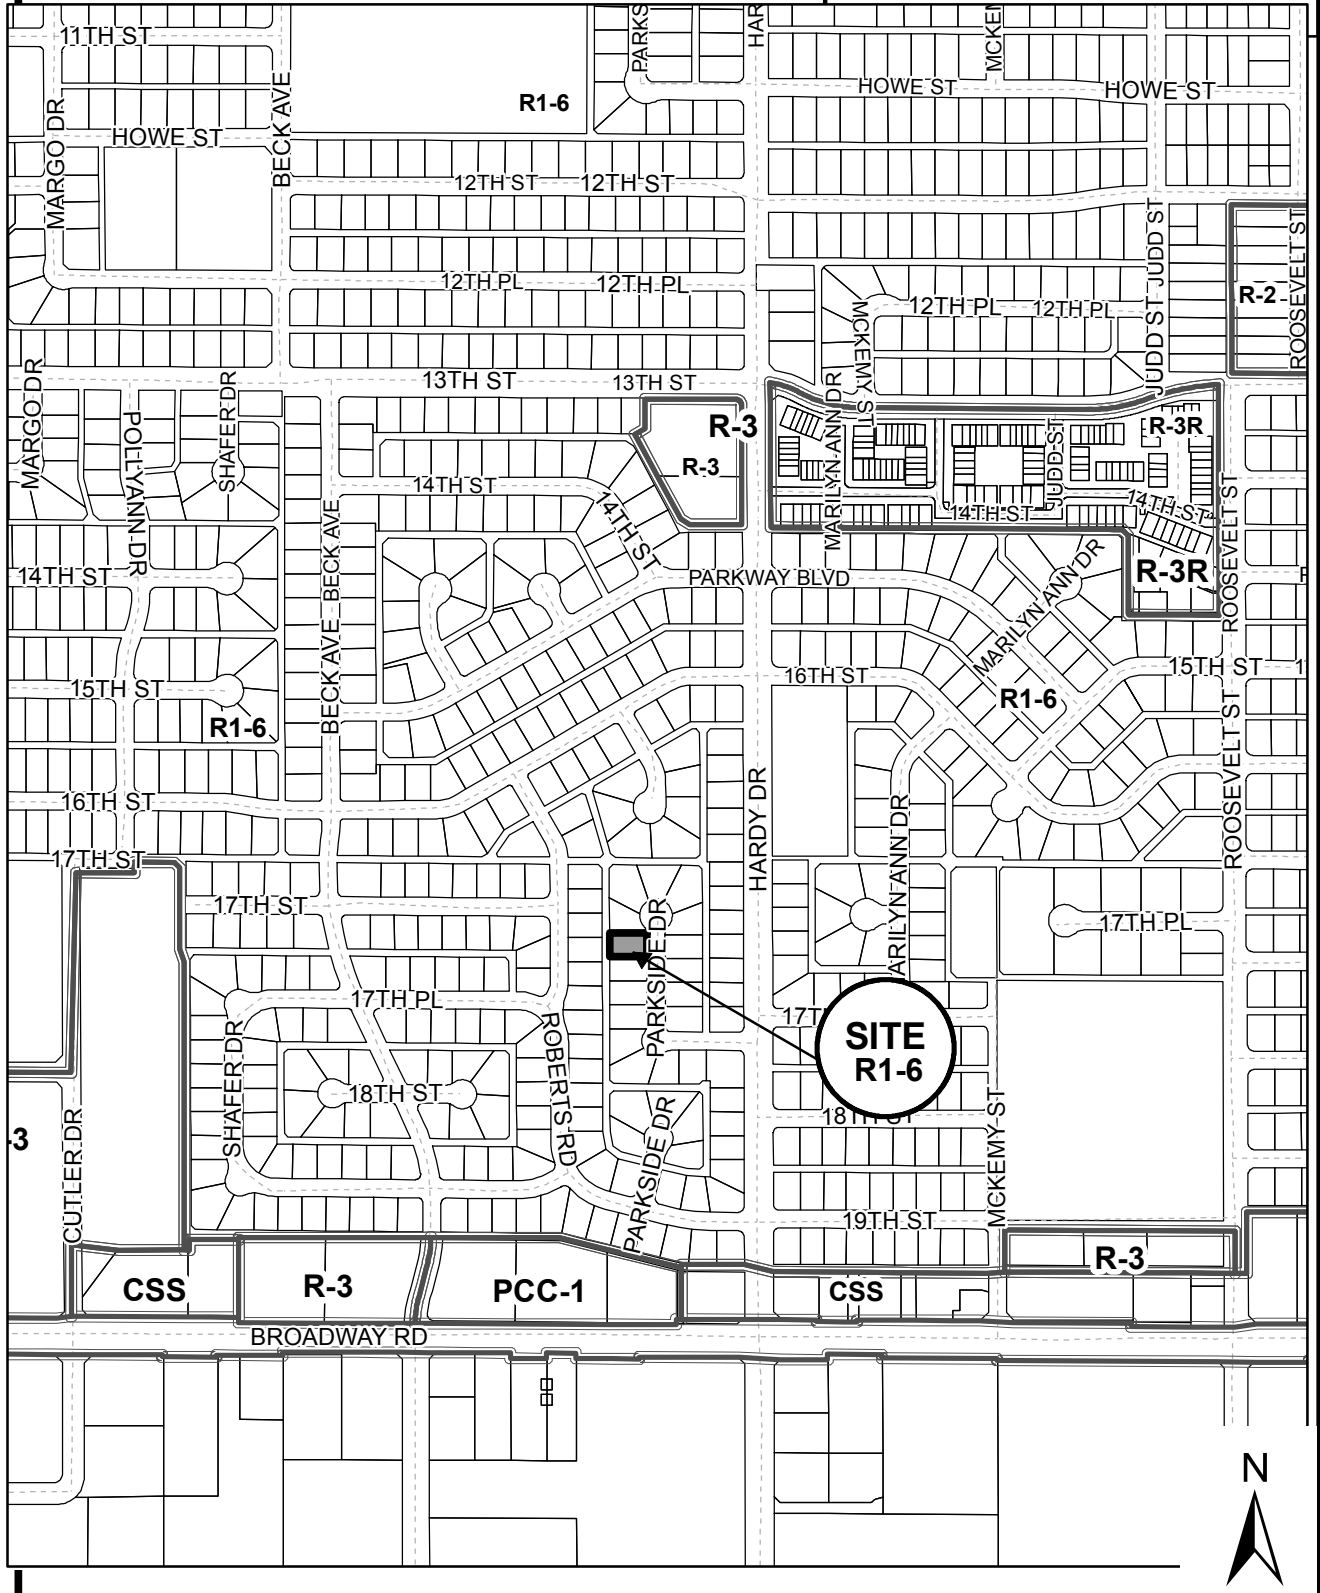 11TH ST
PARKS
HAR
MCKEM
HOWE ST
HOWE ST
R1-6
MARGO DR
BECK AVE
HOWE ST
12TH ST
12TH ST
JUDD ST
JUDD ST
ROOSEVELT ST
12TH PL
12TH PL
R-2
12TH PL
12TH PL
MCKEMY ST
13TH ST
13TH ST
MARGO DR
POLLYANN DR
SHAFER DR
R-3
R-3
MARILYN ANN DR
R-3R
JUDD ST
14TH ST
14TH ST
14TH ST
14TH ST
ROOSEVELT ST
BECK AVE
BECK AVE
14TH ST
PARKWAY BLVD
MARILYN ANN DR
R-3R
15TH ST
16TH ST
15TH ST
R1-6
R1-6
ROOSEVELT ST
HARDY DR
16TH ST
17TH ST
ARILYN ANN DR
17TH ST
PARKSIDE DR
17TH PL
17TH PL
17T
SITE
R1-6
SHAFER DR
ROBERTS RD
18TH ST
18TH ST
MCKEMY ST
-3
CUTLER DR
PARKSIDE DR
PARKSIDE DR
19TH ST
CSS
R-3
PCC-1
CSS
R-3
BROADWAY RD
N